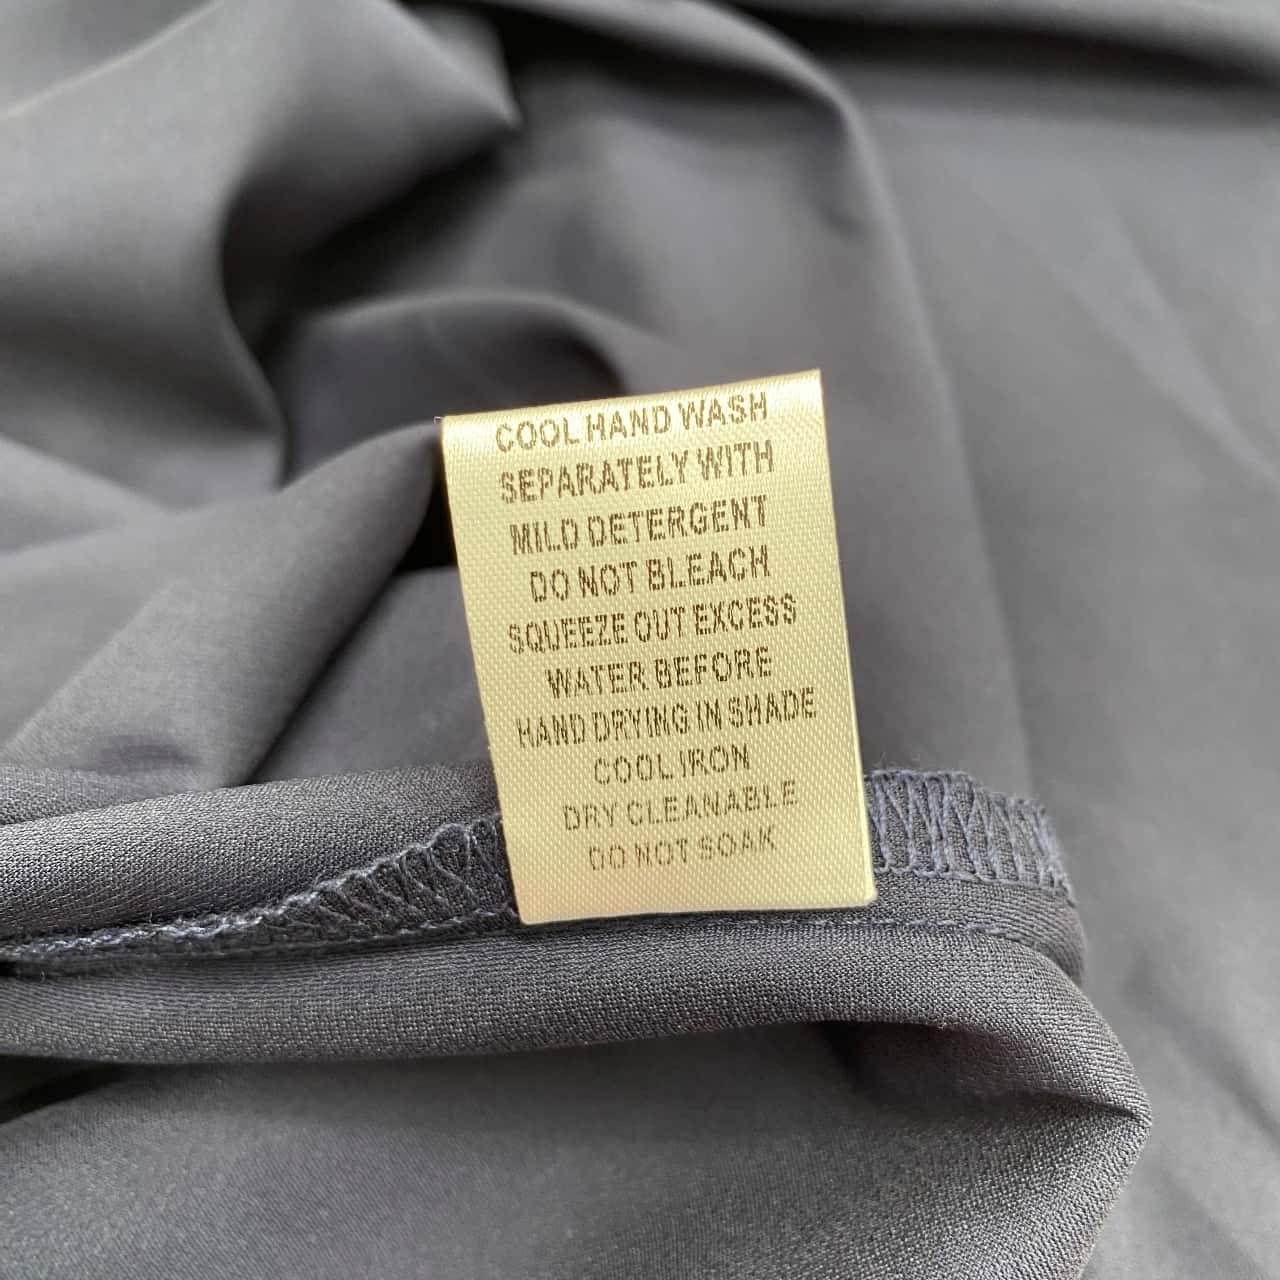 COOL HAND WASH
SEPARATELY WITH
MILD DETERGENT
DO NOT BLEACH
SQUEEZE OUT EXCESS
WATER BEFORE
HAND DRYING IN SHADE
COOL IRON
DRY CLEANABLE
DO NOT SOAK